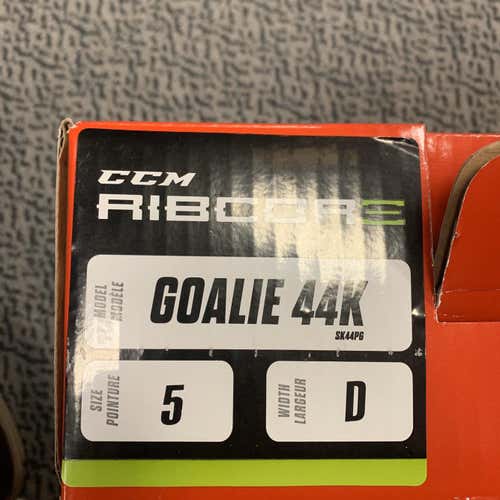 CCM
RIBCORE
MODEL
MODÈLE
GOALIE 44K
SK44PG
SIZE
POINTURE
5
WIDTH
LARGEUR
D